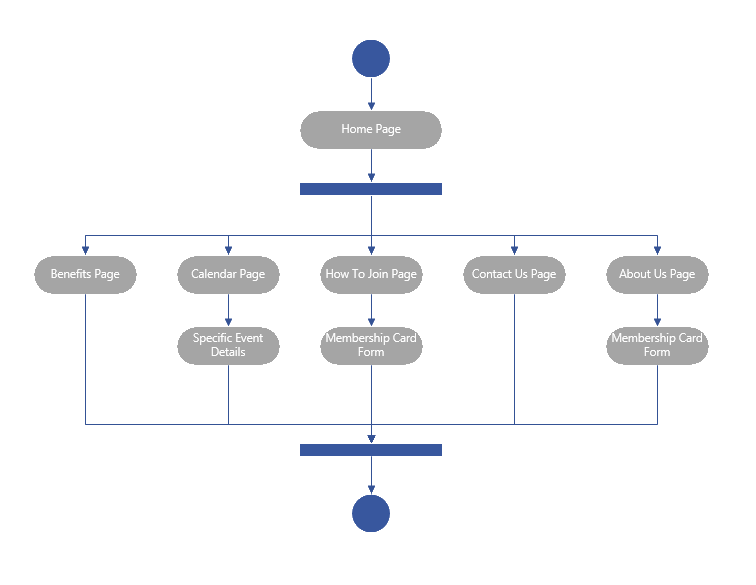 Home Page
Benefits Page
Calendar Page
How To Join Page
Contact Us Page
About Us Page
Specific Event
Details
Membership Card
Form
Membership Card
Form